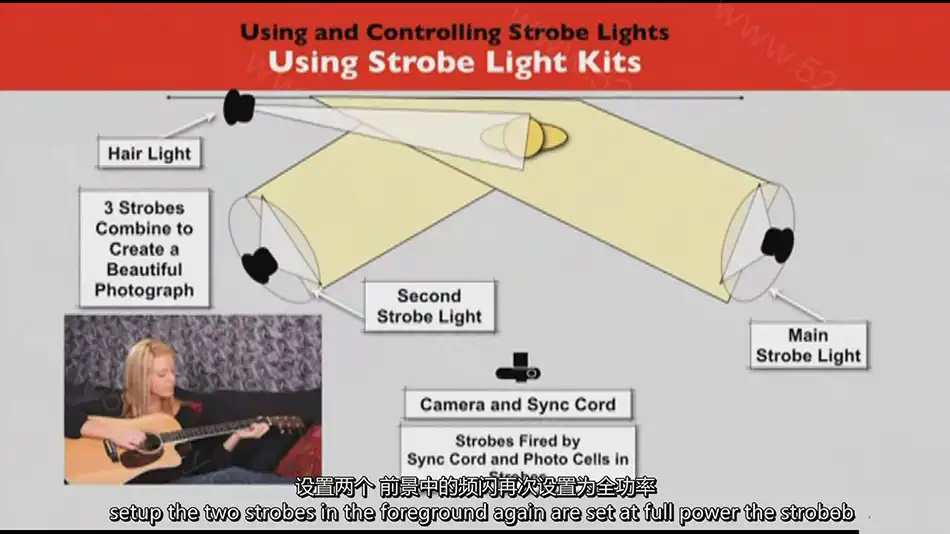 Using and Controlling Strobe Lights
Using Strobe Light Kits
Hair Light
3 Strobes
Combine to
Create a
Beautiful
Photograph
Second
Strobe Light
Main
Strobe Light
Camera and Sync Cord
Strobes Fired by
Sync Cord and Photo Cells in
Strobes
设置两个 前景中的频闪再次设置为全功率
setup the two strobes in the foreground again are set at full power the strobəb